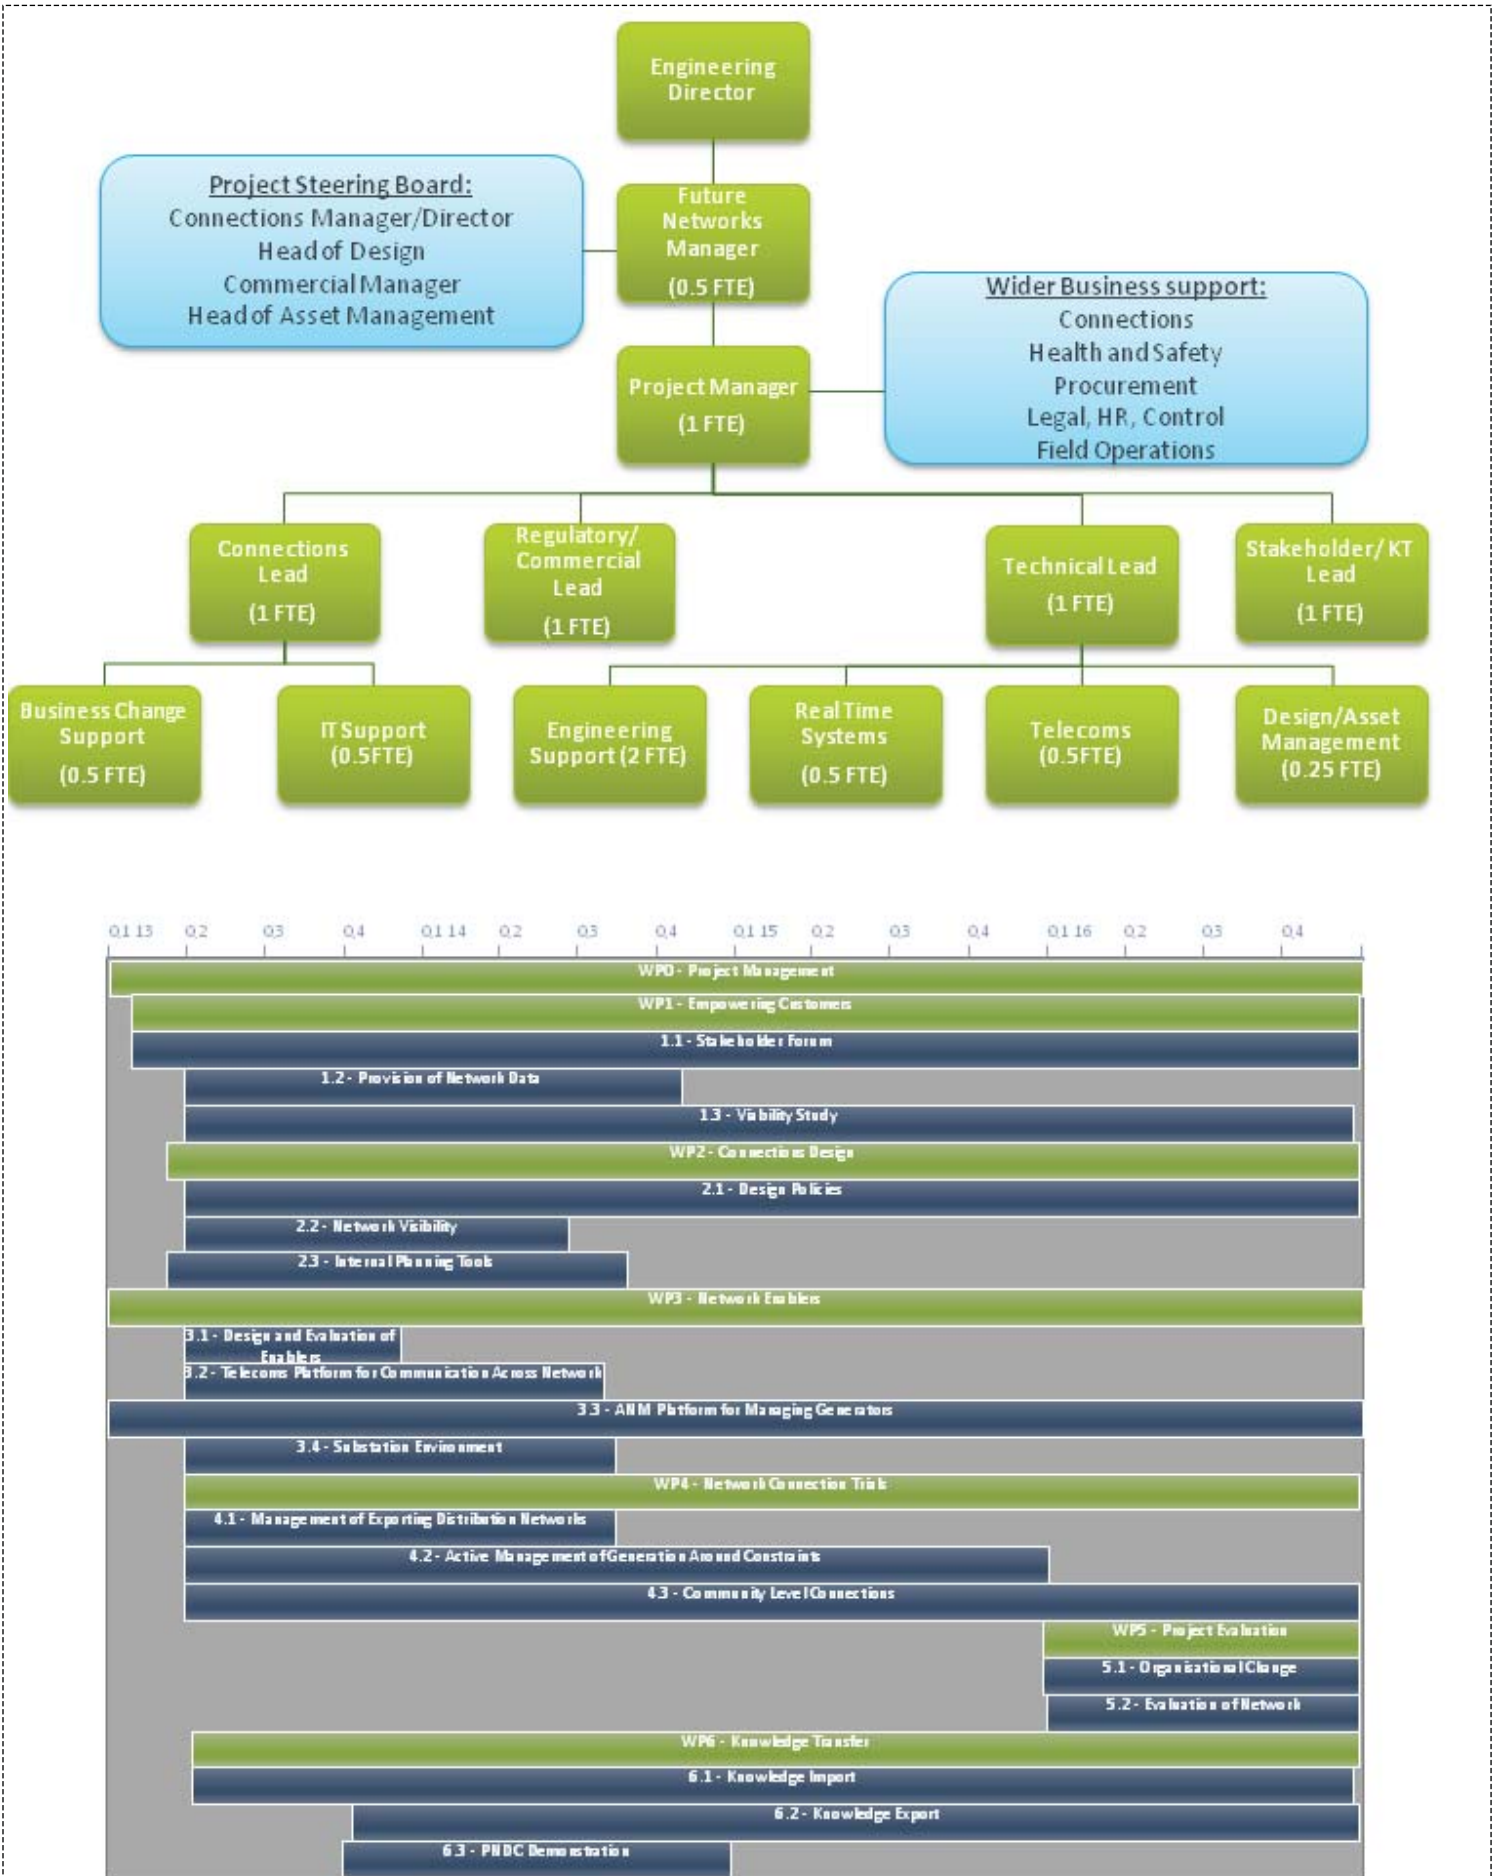 Engineering
Director
Project Steering Board:
Connections Manager/Director
Head of Design
Commercial Manager
Head of Asset Management
Future
Networks
Manager
(0.5 FTE)
Wider Business support:
Connections
Health and Safety
Procurement
Legal, HR, Control
Field Operations
Project Manager
(1 FTE)
Connections
Lead
(1 FTE)
Regulatory/
Commercial
Lead
(1 FTE)
Technical Lead
(1 FTE)
Stakeholder/ KT
Lead
(1 FTE)
Business Change
Support
(0.5 FTE)
IT Support
(0.5FTE)
Engineering
Support (2 FTE)
Real Time
Systems
(0.5 FTE)
Telecoms
(0.5FTE)
Design/Asset
Management
(0.25 FTE)
Q1 13 Q2 Q3 Q4 Q1 14 Q2 Q3 Q4 Q1 15 Q2 Q3 Q4 Q1 16 Q2 Q3 Q4
WP0 - Project Management
WP1 - Empowering Customers
1.1 - Stakeholder Forum
1.2 - Provision of Network Data
1.3 - Viability Study
WP2 - Connections Design
2.1 - Design Policies
2.2 - Network Visibility
2.3 - Internal Planning Tools
WP3 - Network Enablers
3.1 - Design and Evaluation of
Enablers
3.2 - Telecoms Platform for Communication Across Network
3.3 - ANM Platform for Managing Generators
3.4 - Substation Environment
WP4 - Network Connection Trials
4.1 - Management of Exporting Distribution Networks
4.2 - Active Management of Generation Around Constraints
4.3 - Community Level Connections
WP5 - Project Evaluation
5.1 - Organisational Change
5.2 - Evaluation of Network
WP6 - Knowledge Transfer
6.1 - Knowledge Import
6.2 - Knowledge Export
6.3 - PNDC Demonstration